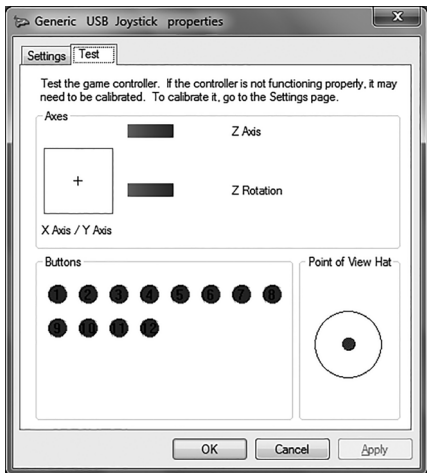 Generic USB Joystick properties
X
Settings Test
Test the game controller. If the controller is not functioning properly, it may
need to be calibrated. To calibrate it, go to the Settings page.
Axes
Z Axis
Z Rotation
X Axis / Y Axis
Buttons
1 2 3 4 5 6 7 8
9 10 11 12
Point of View Hat
OK Cancel Apply